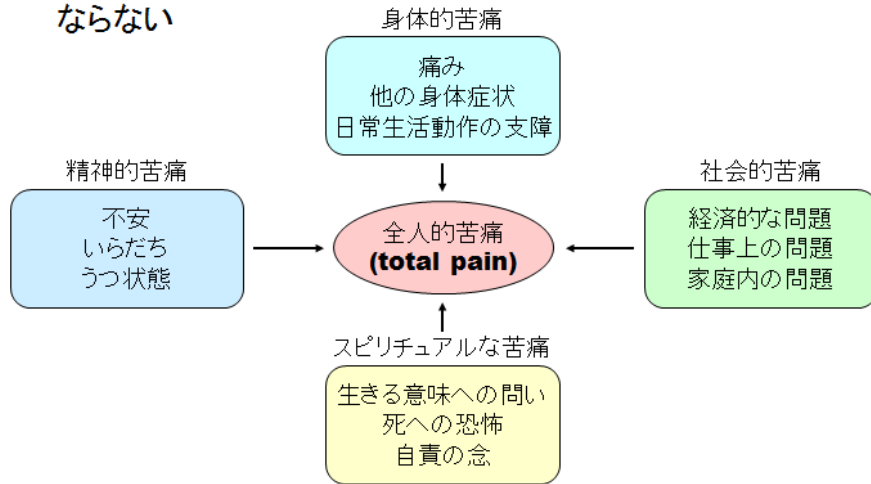 ならない
身体的苦痛
痛み
他の身体症状
日常生活動作の支障
精神的苦痛
不安
いらだち
うつ状態
全人的苦痛
(total pain)
社会的苦痛
経済的な問題
仕事上の問題
家庭内の問題
スピリチュアルな苦痛
生きる意味への問い
死への恐怖
自責の念